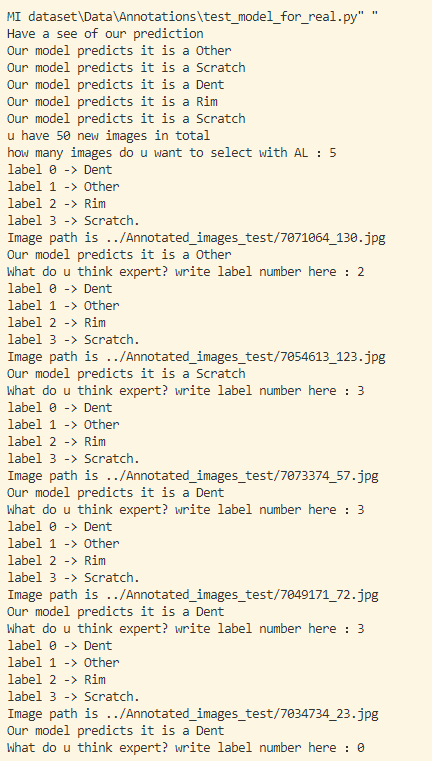 MI dataset\Data\Annotations\test_model_for_real.py" "
Have a see of our prediction
Our model predicts it is a Other
Our model predicts it is a Scratch
Our model predicts it is a Dent
Our model predicts it is a Rim
Our model predicts it is a Scratch
u have 50 new images in total
how many images do u want to select with AL : 5
label 0 -> Dent
label 1 -> Other
label 2 -> Rim
label 3 -> Scratch.
Image path is ../Annotated_images_test/7071064_130.jpg
Our model predicts it is a Other
What do u think expert? write label number here : 2
label 0 -> Dent
label 1 -> Other
label 2 -> Rim
label 3 -> Scratch.
Image path is ../Annotated_images_test/7054613_123.jpg
Our model predicts it is a Scratch
What do u think expert? write label number here : 3
label 0 -> Dent
label 1 -> Other
label 2 -> Rim
label 3 -> Scratch.
Image path is ../Annotated_images_test/7073374_57.jpg
Our model predicts it is a Dent
What do u think expert? write label number here : 3
label 0 -> Dent
label 1 -> Other
label 2 -> Rim
label 3 -> Scratch.
Image path is ../Annotated_images_test/7049171_72.jpg
Our model predicts it is a Dent
What do u think expert? write label number here : 3
label 0 -> Dent
label 1 -> Other
label 2 -> Rim
label 3 -> Scratch.
Image path is ../Annotated_images_test/7034734_23.jpg
Our model predicts it is a Dent
What do u think expert? write label number here : 0